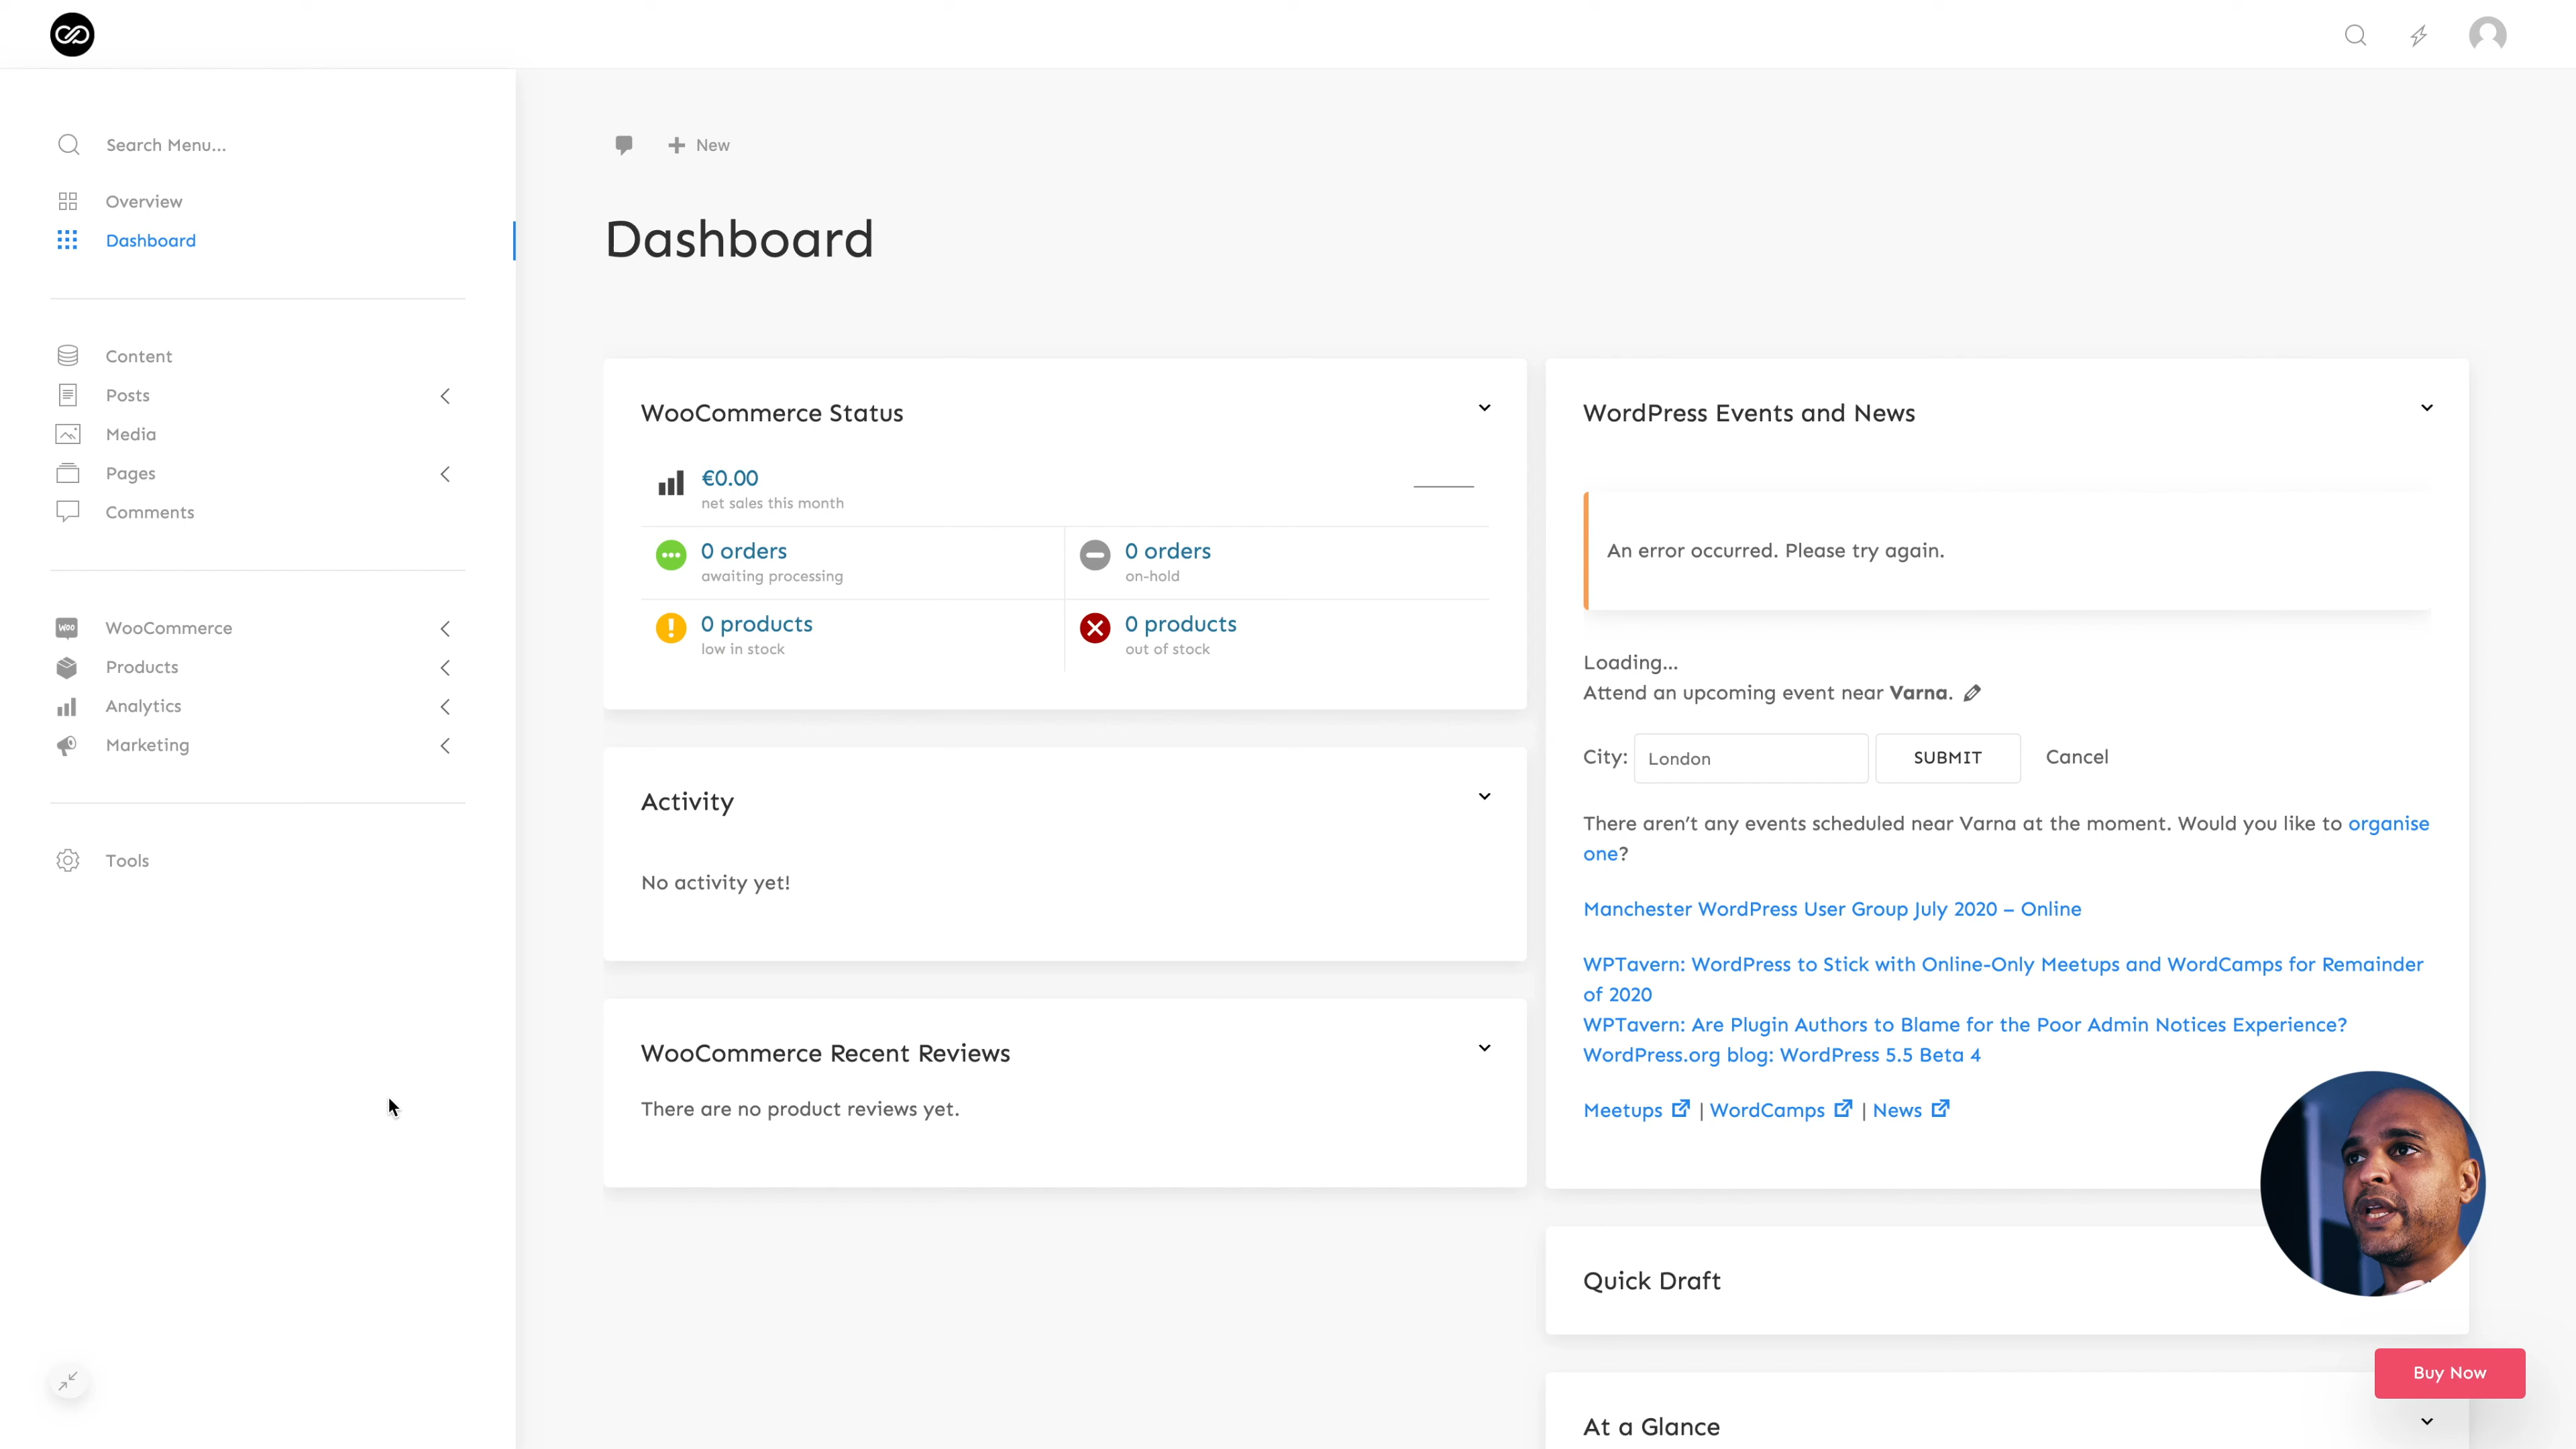 Search Menu...
Overview
Dashboard
Content
Posts
Media
Pages
Comments
WOO WooCommerce
Products
Analytics
Marketing
Tools
New
Dashboard
WooCommerce Status
€0.00
net sales this month
0 orders
awaiting processing
0 orders
on-hold
0 products
low in stock
0 products
out of stock
Activity
No activity yet!
WooCommerce Recent Reviews
There are no product reviews yet.
WordPress Events and News
An error occurred. Please try again.
Loading...
Attend an upcoming event near Varna.
City: London SUBMIT Cancel
There aren't any events scheduled near Varna at the moment. Would you like to organise
one?
Manchester WordPress User Group July 2020 – Online
WPTavern: WordPress to Stick with Online-Only Meetups and WordCamps for Remainder
of 2020
WPTavern: Are Plugin Authors to Blame for the Poor Admin Notices Experience?
WordPress.org blog: WordPress 5.5 Beta 4
Meetups | WordCamps | News
Quick Draft
Buy Now
At a Glance